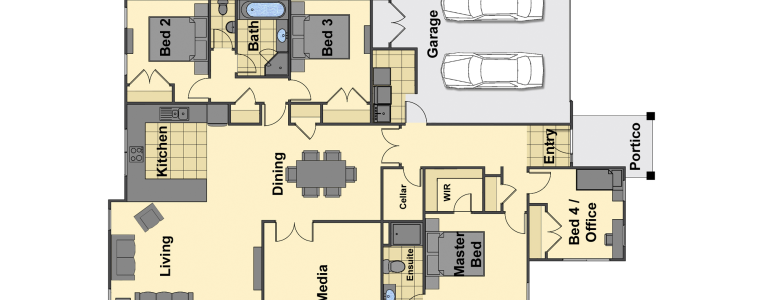 Bed 2
Bath
Bed 3
Garage
Kitchen
Dining
Entry
Portico
Cellar
WIR
Bed 4 /
Office
Living
Media
Ensuite
Master
Bed